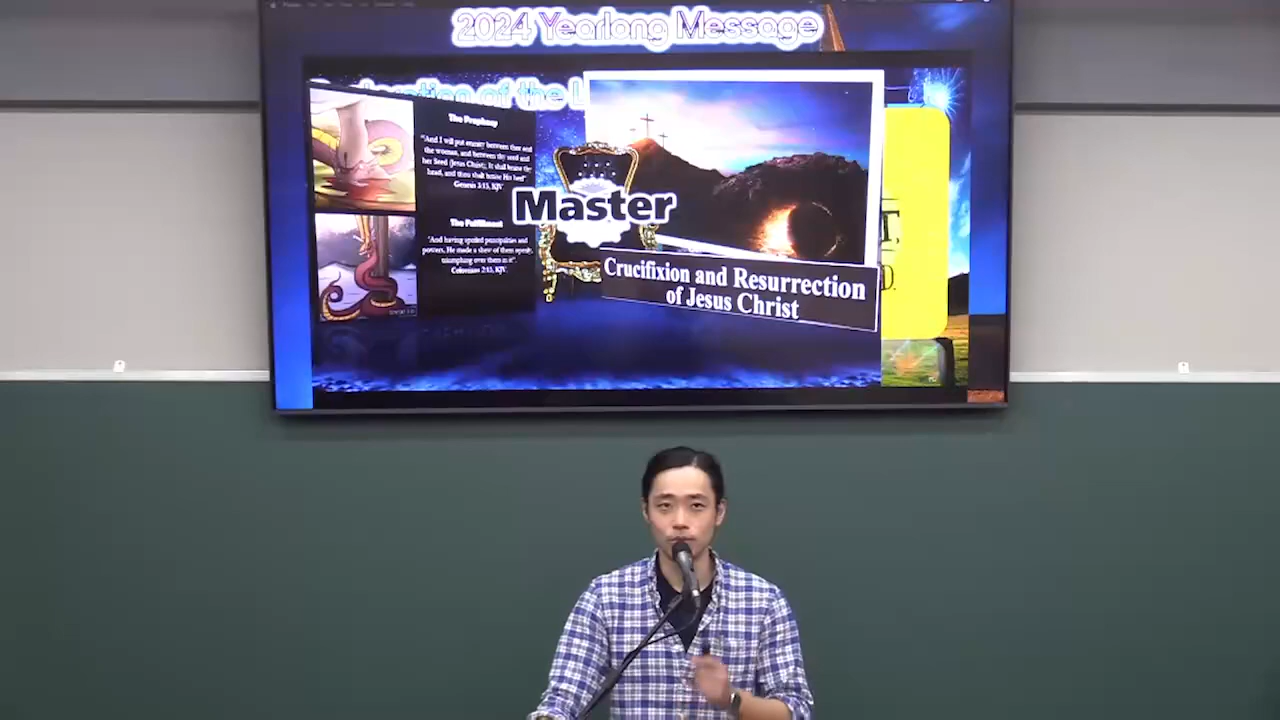 2024 Yearlong Message
of the L
The Prophecy
"And I will put enmity between thee and
the woman, and between thy seed and
her Seed (Jesus Christ); it shall bruise thy
head, and thou shalt bruise His heel"
Genesis 3:15, KJV
The Fulfillment
"And having spoiled principalities and
powers, He made a shew of them openly,
triumphing over them in it".
Colossians 2:15, KJV
Master
Crucifixion and Resurrection
of Jesus Christ
T,
D.